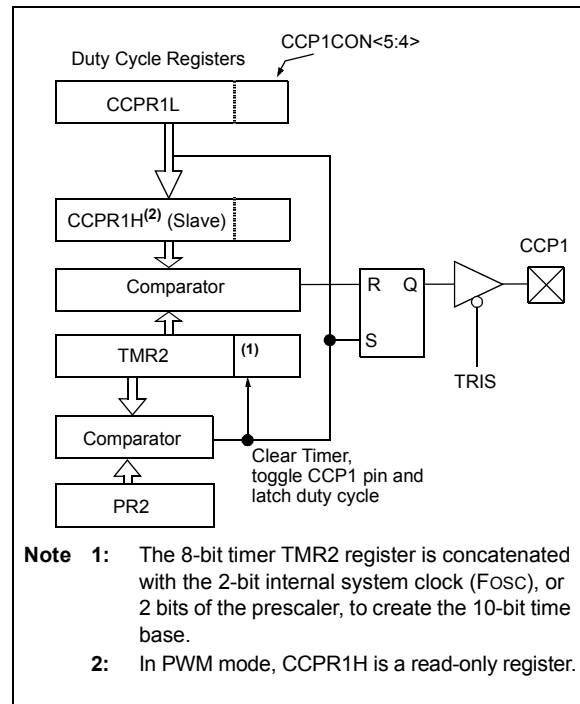 CCP1CON<5:4>
Duty Cycle Registers
CCPR1L
CCPR1H(2) (Slave)
CCP1
Comparator
R Q
TMR2 (1)
S
TRIS
Comparator
Clear Timer,
toggle CCP1 pin and
latch duty cycle
PR2
Note 1: The 8-bit timer TMR2 register is concatenated
with the 2-bit internal system clock (FOSC), or
2 bits of the prescaler, to create the 10-bit time
base.
2: In PWM mode, CCPR1H is a read-only register.